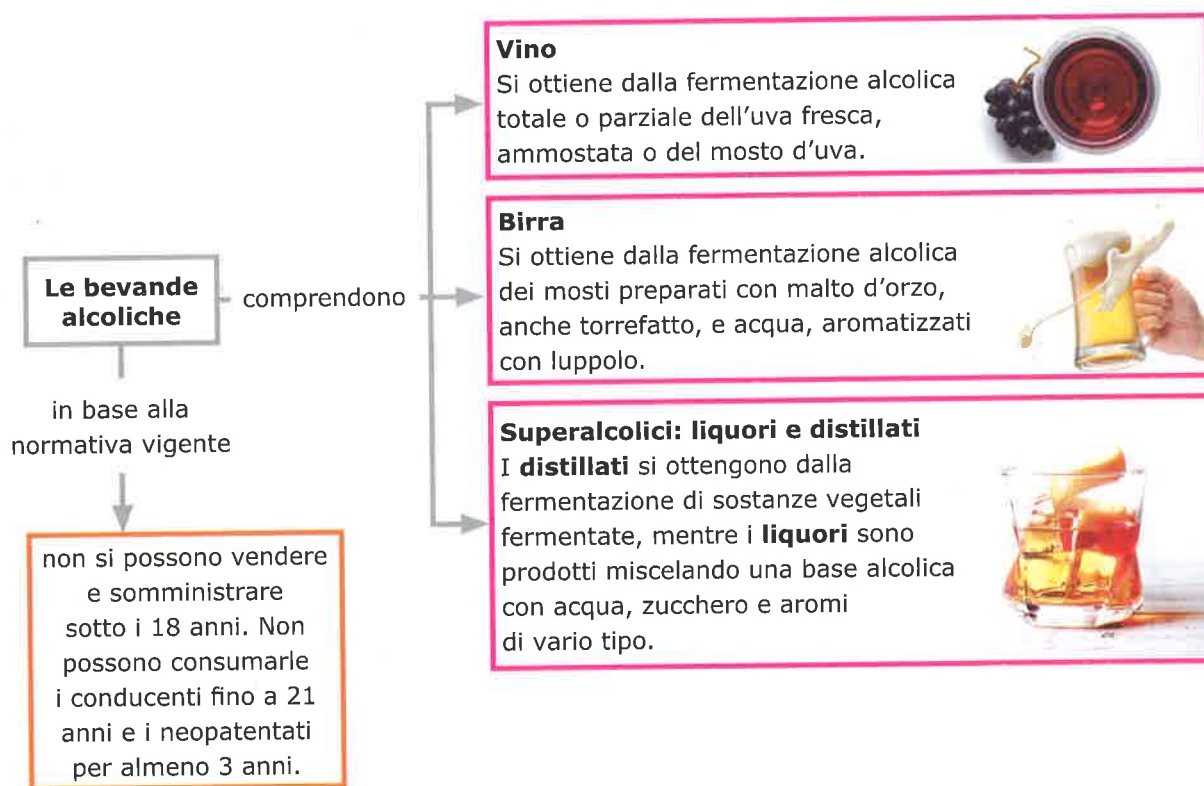 Le bevande
alcoliche
comprendono
Vino
Si ottiene dalla fermentazione alcolica
totale o parziale dell'uva fresca,
ammostata o del mosto d'uva.
Birra
Si ottiene dalla fermentazione alcolica
dei mosti preparati con malto d'orzo,
anche torrefatto, e acqua, aromatizzati
con luppolo.
Superalcolici: liquori e distillati
I distillati si ottengono dalla
fermentazione di sostanze vegetali
fermentate, mentre i liquori sono
prodotti miscelando una base alcolica
con acqua, zucchero e aromi
di vario tipo.
in base alla
normativa vigente
non si possono vendere
e somministrare
sotto i 18 anni. Non
possono consumarle
i conducenti fino a 21
anni e i neopatentati
per almeno 3 anni.